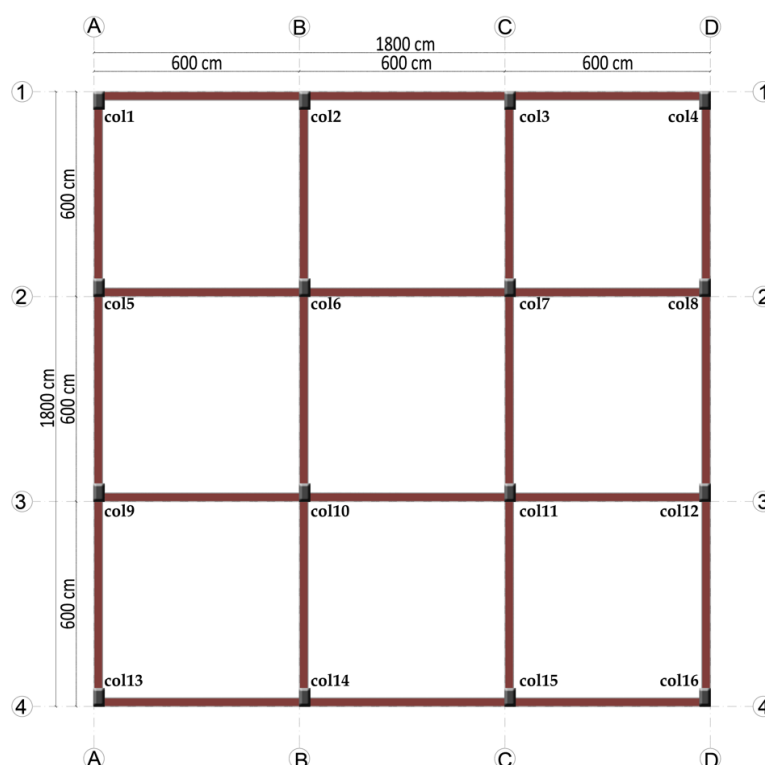 A B C D
1800 cm
600 cm 600 cm 600 cm
1 1
col1 col2 col3 col4
600 cm
2 2
col5 col6 col7 col8
1800 cm
600 cm
3 3
col9 col10 col11 col12
600 cm
col13 col14 col15 col16
4 4
A B C D